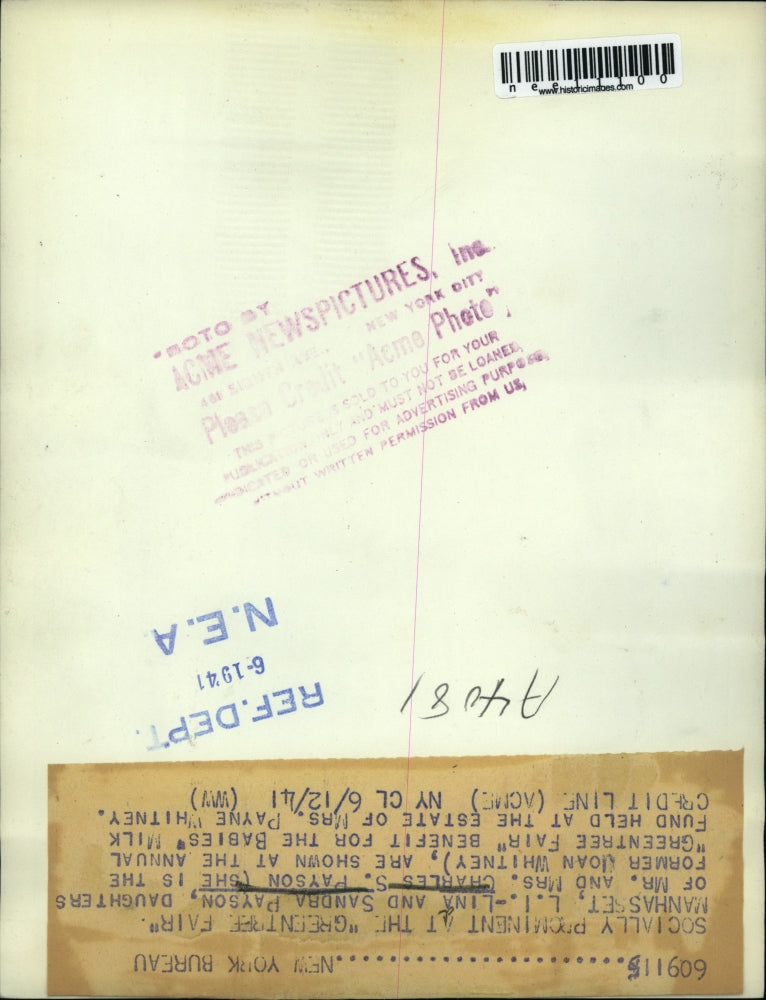 nee11100
www.historicimages.com
"PHOTO BY
ACME NEWSPICTURES, Inc.
461 EIGHTH AVE., NEW YORK CITY
Please Credit "Acme Photo"
THIS PICTURE IS SOLD TO YOU FOR YOUR
PUBLICATION ONLY AND MUST NOT BE LOANED,
SYNDICATED OR USED FOR ADVERTISING PURPOSES,
WITHOUT WRITTEN PERMISSION FROM US,
REF.DEPT.
6-1941
N.E.A
A4081
NEW YORK BUREAU
SOCIALLY PROMINENT AT THE "GREENTREE FAIR"
MANHASSET, L.I.-LINA AND SANDRA PAYSON, DAUGHTERS
OF MR. AND MRS. CHARLES S. PAYSON (SHE IS THE
FORMER JOAN WHITNEY), ARE SHOWN AT THE ANNUAL
"GREENTREE FAIR" BENEFIT FOR THE BABIES" MILK
FUND HELD AT THE ESTATE OF MRS. PAYNE WHITNEY.
CREDIT LINE (ACME) NY CL 6/12/41 (WW)